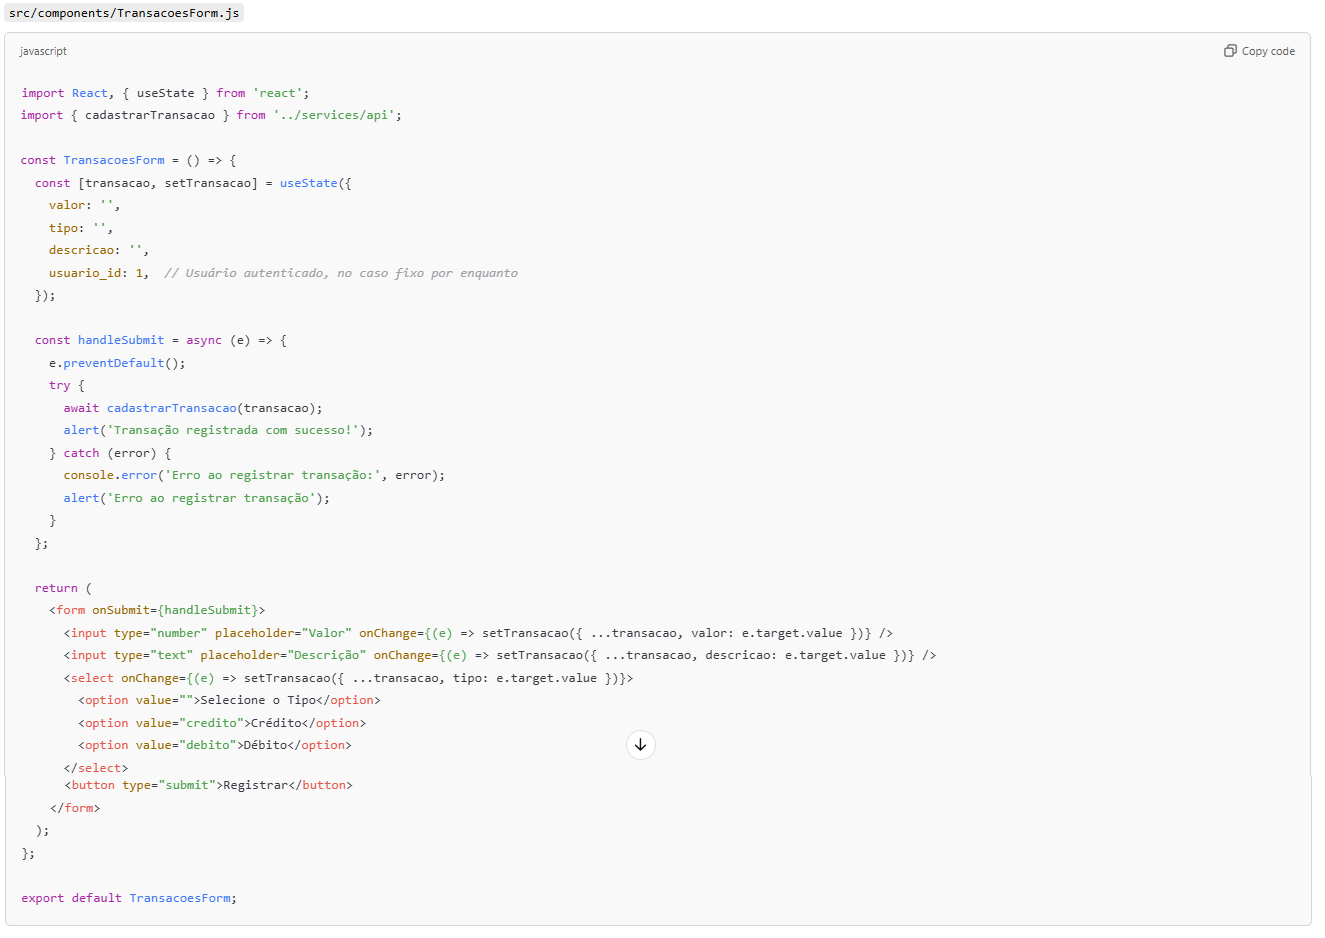 src/components/TransacoesForm.js
javascript
Copy code
import React, { useState } from 'react';
import { cadastrarTransacao } from '../services/api';
const TransacoesForm = () => {
  const [transacao, setTransacao] = useState({
    valor: '',
    tipo: '',
    descricao: '',
    usuario_id: 1,  // Usuário autenticado, no caso fixo por enquanto
  });
  const handleSubmit = async (e) => {
    e.preventDefault();
    try {
      await cadastrarTransacao(transacao);
      alert('Transação registrada com sucesso!');
    } catch (error) {
      console.error('Erro ao registrar transação:', error);
      alert('Erro ao registrar transação');
    }
  };
  return (
    <form onSubmit={handleSubmit}>
      <input type="number" placeholder="Valor" onChange={(e) => setTransacao({ ...transacao, valor: e.target.value })} />
      <input type="text" placeholder="Descrição" onChange={(e) => setTransacao({ ...transacao, descricao: e.target.value })} />
      <select onChange={(e) => setTransacao({ ...transacao, tipo: e.target.value })}>
        <option value="">Selecione o Tipo</option>
        <option value="credito">Crédito</option>
        <option value="debito">Débito</option>
      </select>
      <button type="submit">Registrar</button>
    </form>
  );
};
export default TransacoesForm;